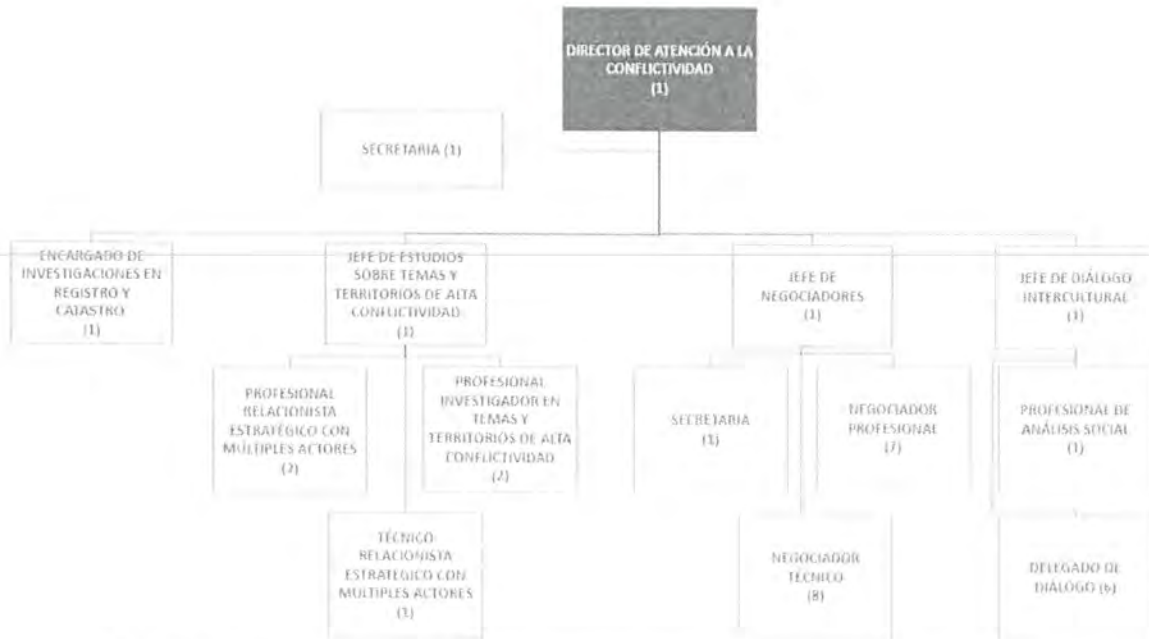 DIRECTOR DE ATENCIÓN A LA
CONFLICTIVIDAD
(1)
SECRETARIA (1)
ENCARGADO DE
INVESTIGACIONES EN
REGISTRO Y
CATASTRO
(1)
JEFE DE ESTUDIOS
SOBRE TEMAS Y
TERRITORIOS DE ALTA
CONFLICTIVIDAD
(1)
JEFE DE
NEGOCIADORES
(1)
JEFE DE DIÁLOGO
INTERCULTURAL
(1)
PROFESIONAL
RELACIONISTA
ESTRATÉGICO CON
MÚLTIPLES ACTORES
(2)
PROFESIONAL
INVESTIGADOR EN
TEMAS Y
TERRITORIOS DE ALTA
CONFLICTIVIDAD
(2)
SECRETARIA
(1)
NEGOCIADOR
PROFESIONAL
(7)
PROFESIONAL DE
ANÁLISIS SOCIAL
(1)
TÉCNICO
RELACIONISTA
ESTRATEGICO CON
MULTIPLES ACTORES
(1)
NEGOCIADOR
TÉCNICO
(8)
DELEGADO DE
DIÁLOGO (6)